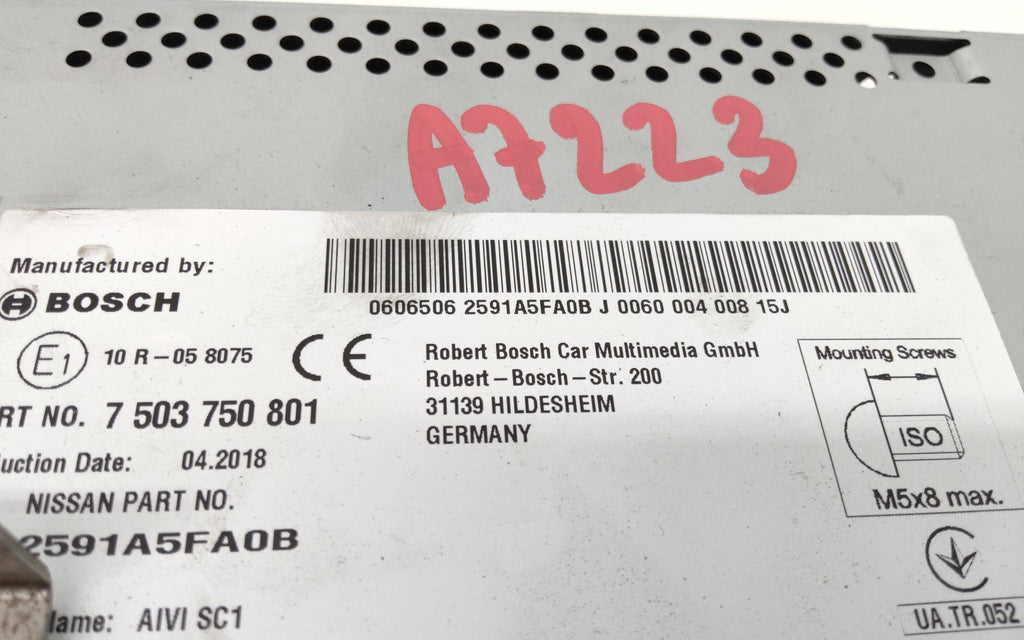 A7223
Manufactured by:
BOSCH
0606506 2591A5FA0B J 0060 004 008 15J
E1 10 R-05 8075
CE
Robert Bosch Car Multimedia GmbH
Robert-Bosch-Str. 200
31139 HILDESHEIM
GERMANY
RT NO. 7 503 750 801
uction Date: 04.2018
NISSAN PART NO.
2591A5FA0B
lame: AIVI SC1
Mounting Screws
ISO
M5x8 max.
UA.TR.052